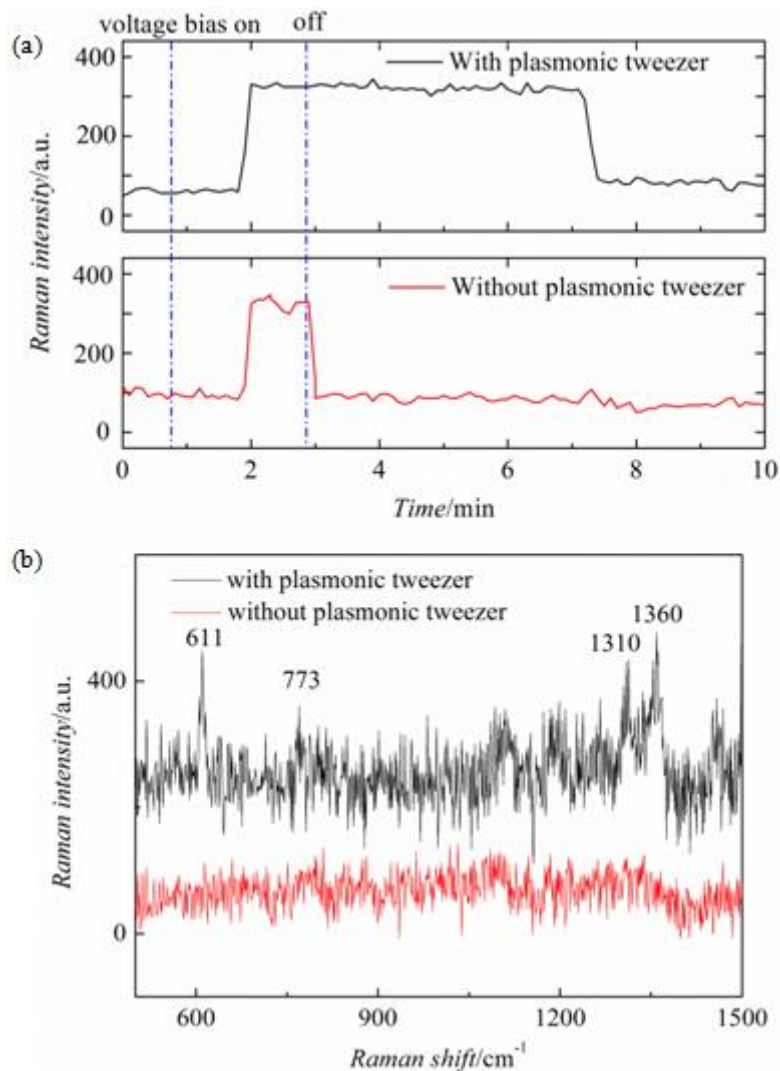 voltage bias on off
(a)
400
With plasmonic tweezer
200
0
400
Without plasmonic tweezer
200
0
Raman intensity/a.u.
0 2 4 6 8 10
Time/min
(b)
with plasmonic tweezer
without plasmonic tweezer
611
773
1310
1360
400
0
Raman intensity/a.u.
600 900 1200 1500
Raman shift/cm-1